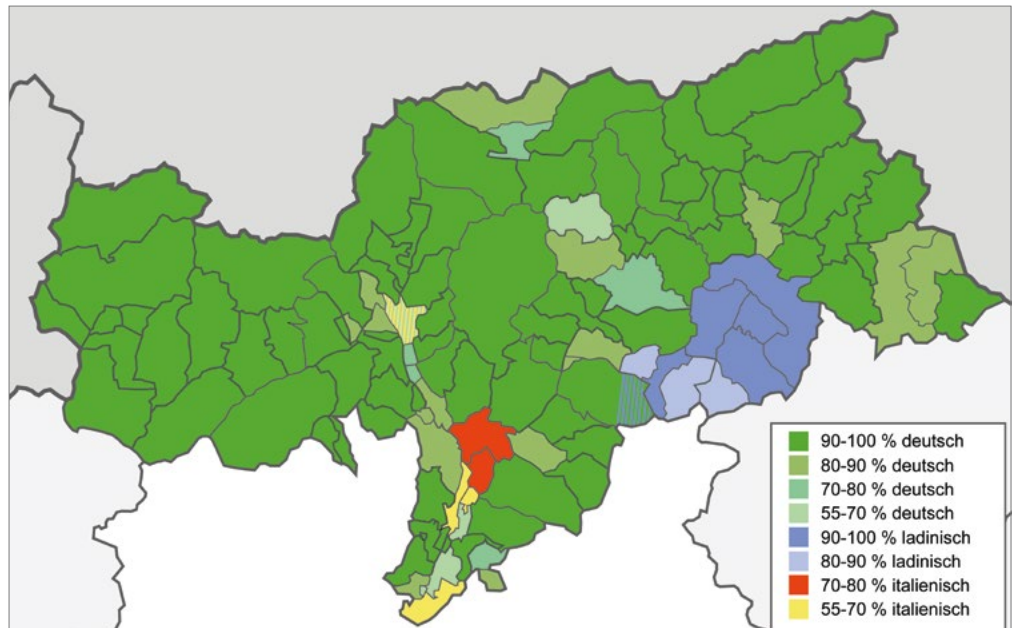 90-100 % deutsch
80-90 % deutsch
70-80 % deutsch
55-70 % deutsch
90-100 % ladinisch
80-90 % ladinisch
70-80 % italienisch
55-70 % italienisch